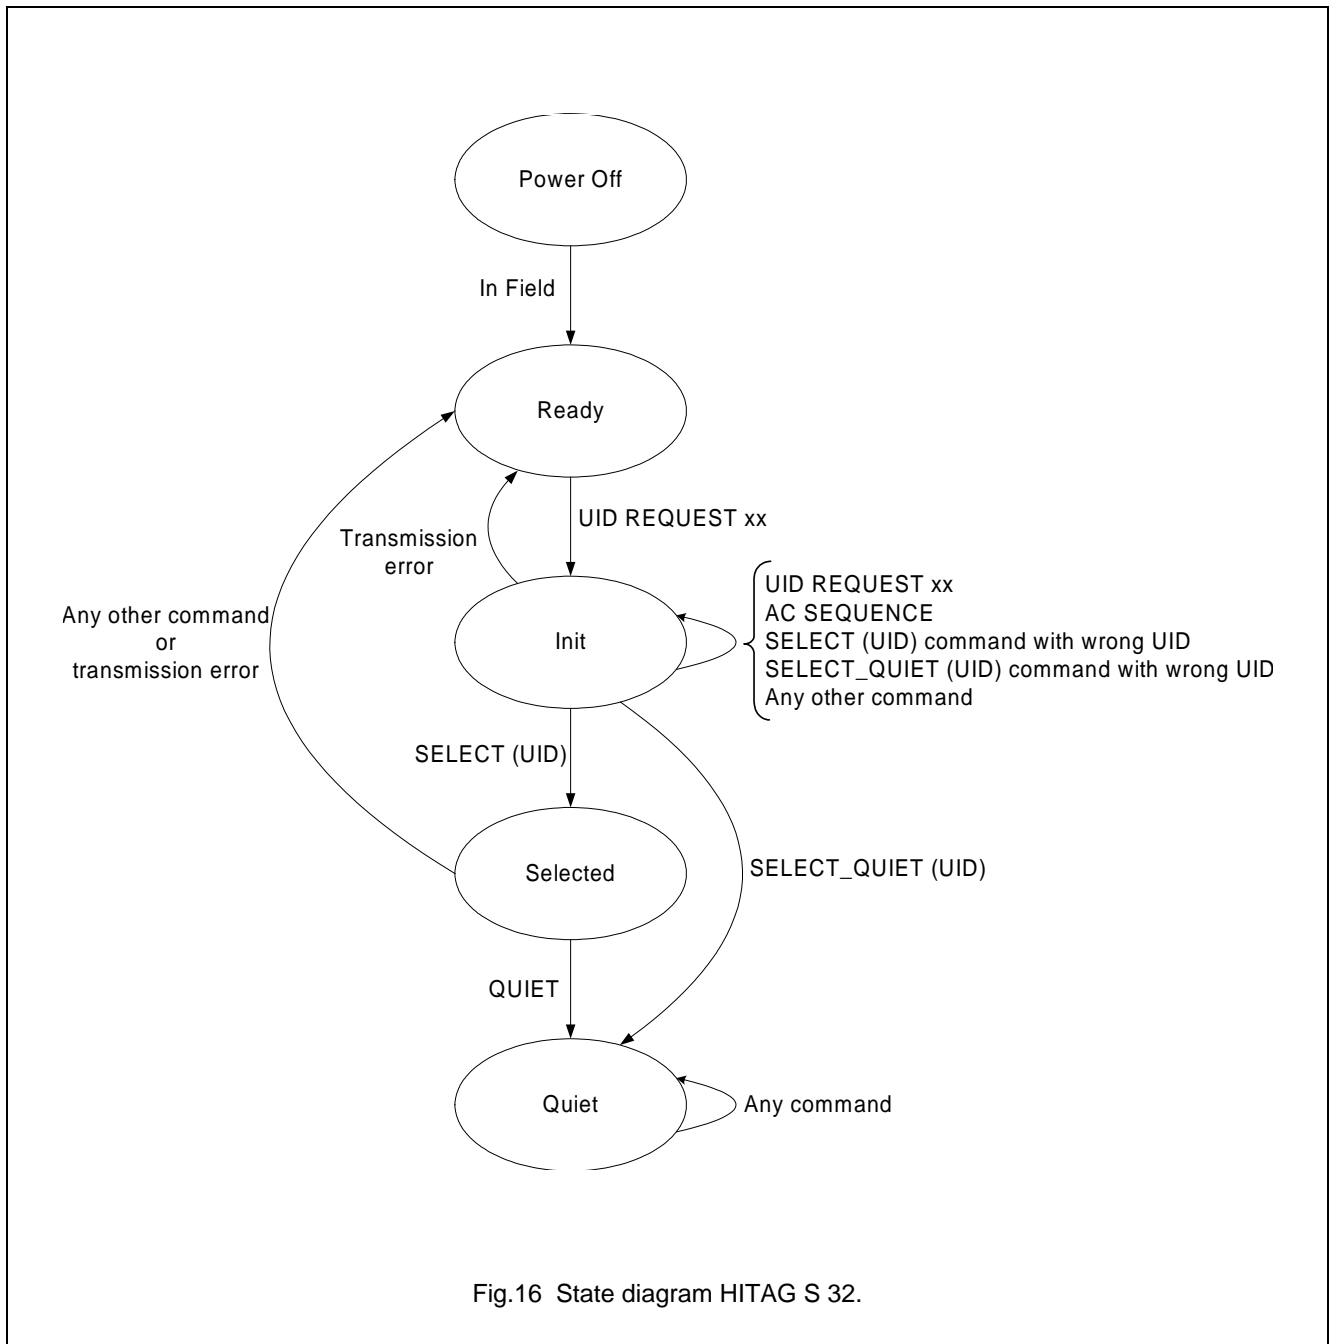 Power Off
In Field
Ready
UID REQUEST xx
Transmission
error
Any other command
or
transmission error
Init
UID REQUEST xx
AC SEQUENCE
SELECT (UID) command with wrong UID
SELECT_QUIET (UID) command with wrong UID
Any other command
SELECT (UID)
Selected
SELECT_QUIET (UID)
QUIET
Quiet
Any command
Fig.16 State diagram HITAG S 32.